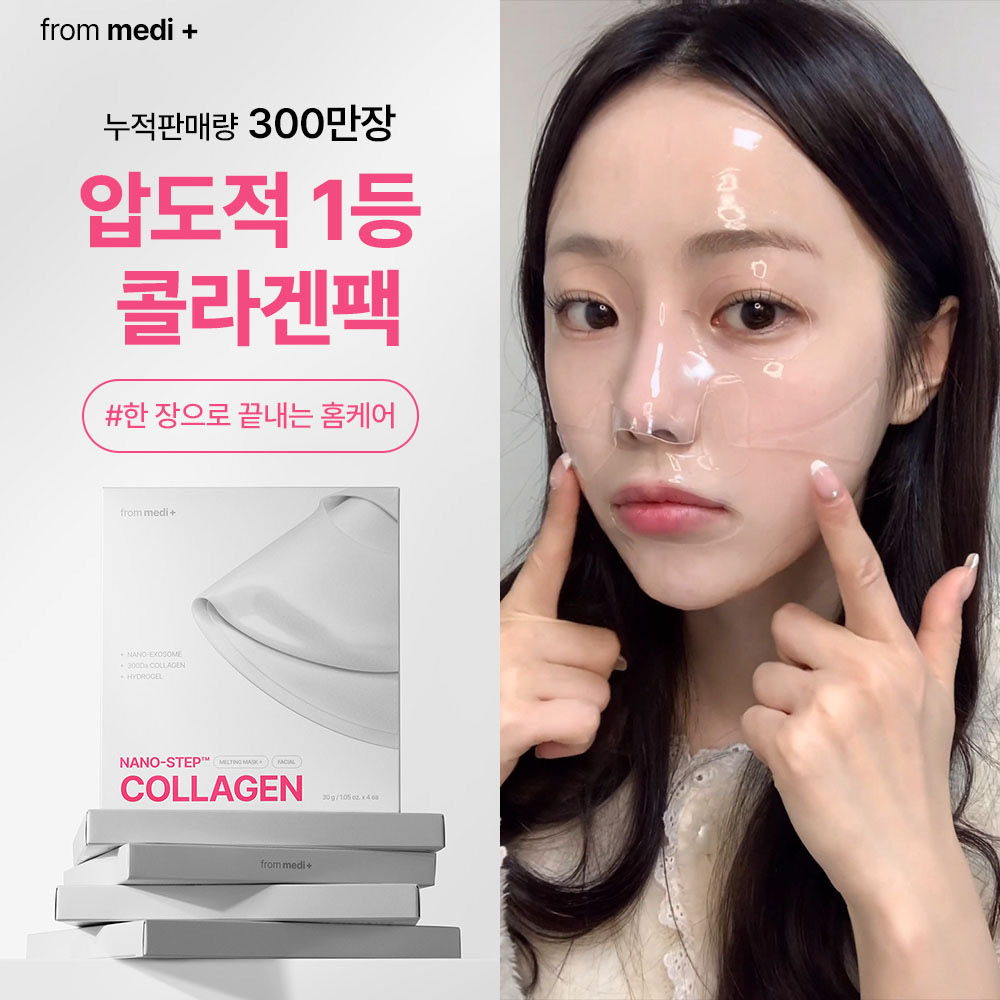 from medi +
누적판매량 300만장
압도적 1등
콜라겐팩
#한 장으로 끝내는 홈케어
from medi +
+ NANO-EXOSOME
+ 300Da COLLAGEN
+ HYDROGEL
NANO-STEP™ MELTING MASK + FACIAL
COLLAGEN 30 g / 1.05 oz. x 4 ea
from medi +